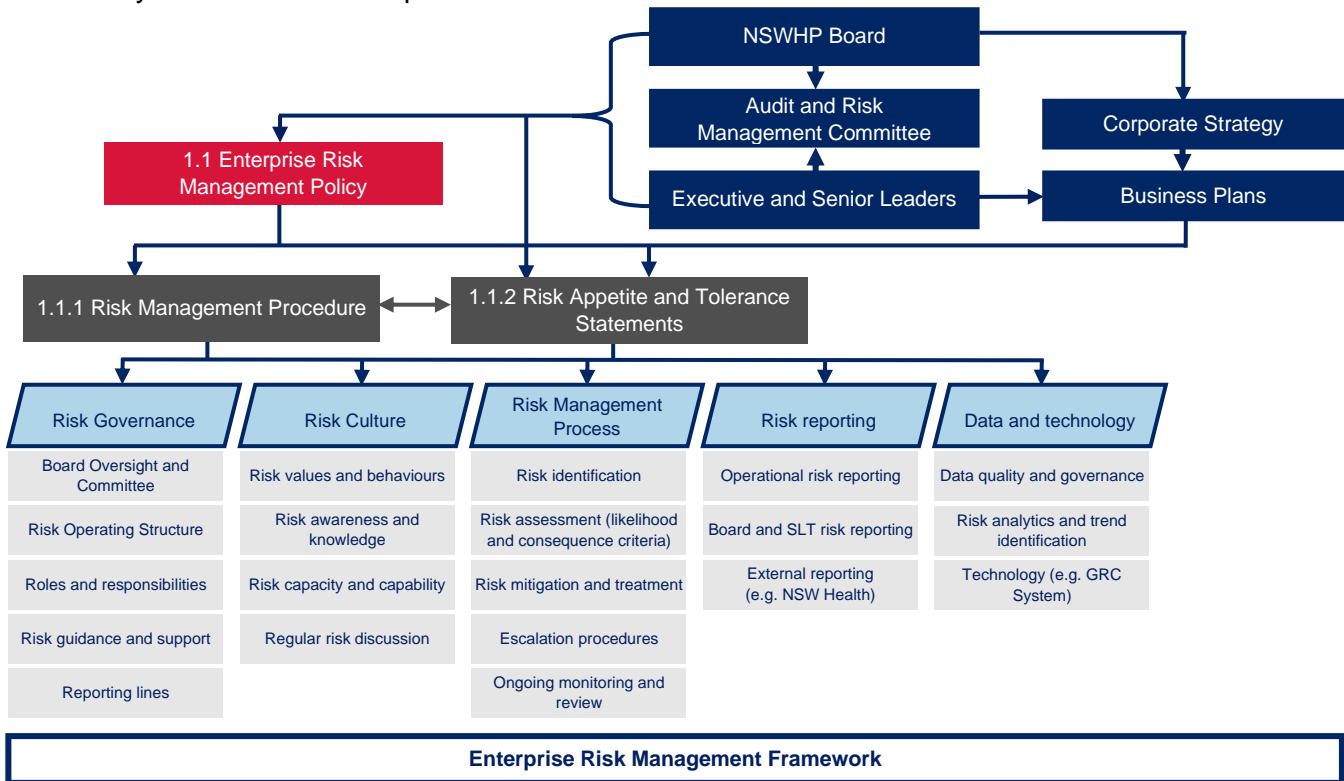 NSWHP Board
Audit and Risk
Management Committee
Corporate Strategy
1.1 Enterprise Risk
Management Policy
Executive and Senior Leaders
Business Plans
1.1.1 Risk Management Procedure
1.1.2 Risk Appetite and Tolerance
Statements
Risk Governance
Risk Culture
Risk Management
Process
Risk reporting
Data and technology
Board Oversight and
Committee
Risk Operating Structure
Roles and responsibilities
Risk guidance and support
Reporting lines
Risk values and behaviours
Risk awareness and
knowledge
Risk capacity and capability
Regular risk discussion
Risk identification
Risk assessment (likelihood
and consequence criteria)
Risk mitigation and treatment
Escalation procedures
Ongoing monitoring and
review
Operational risk reporting
Board and SLT risk reporting
External reporting
(e.g. NSW Health)
Data quality and governance
Risk analytics and trend
identification
Technology (e.g. GRC
System)
Enterprise Risk Management Framework